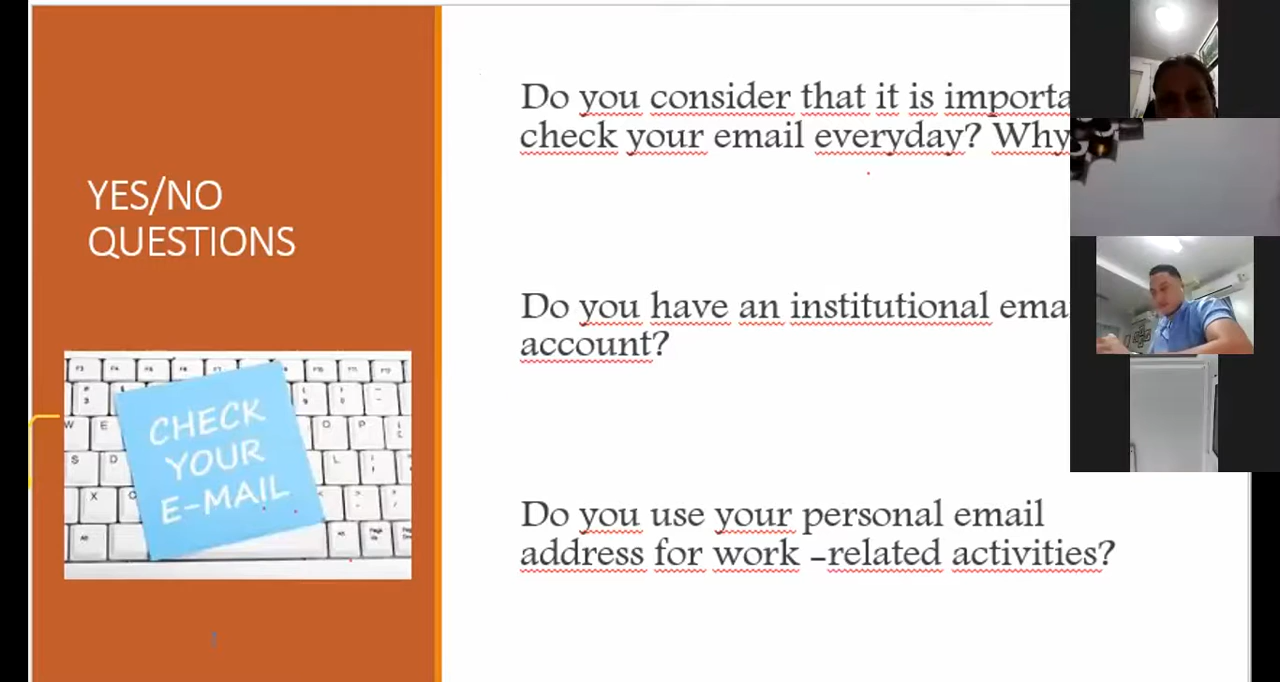 YES/NO
QUESTIONS
CHECK
YOUR
E-MAIL
Do you consider that it is importa
check your email everyday? Why
Do you have an institutional ema
account?
Do you use your personal email
address for work -related activities?